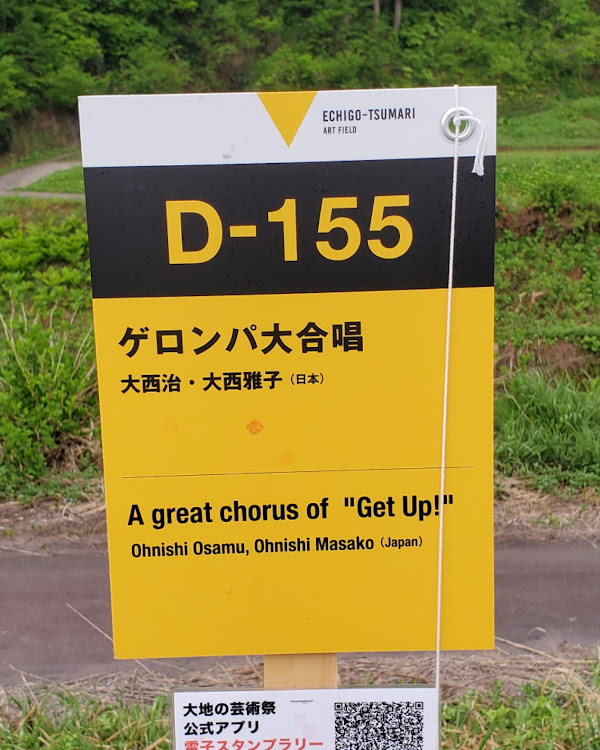 ECHIGO-TSUMARI
ART FIELD
D-155
ゲロンパ大合唱
大西治・大西雅子（日本）
A great chorus of "Get Up!"
Ohnishi Osamu, Ohnishi Masako（Japan）
大地の芸術祭
公式アプリ
電子スタンプラリー